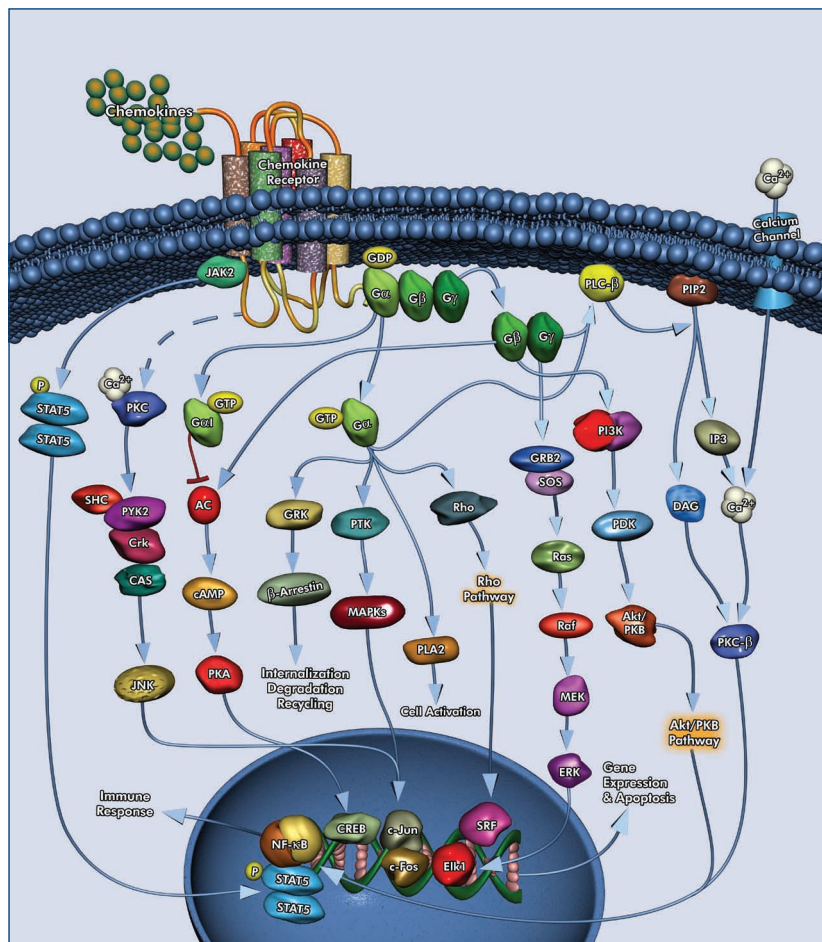 Chemokines
Chemokine
Receptor
Ca2+
Calcium
Channel
JAK2
GDP
Gα
Gβ
Gγ
PLC-β
PIP2
Gβ
Gγ
P
STAT5
STAT5
Ca2+
PKC
GTP
GαI
GTP
Gα
PI3K
IP3
GRB2
SOS
SHC
PYK2
Crk
CAS
AC
GRK
PTK
Rho
PDK
DAG
Ca2+
Ras
cAMP
β-Arrestin
MAPKs
Rho
Pathway
Raf
Akt/
PKB
PKC-β
PLA2
JNK
PKA
Internalization
Degradation
Recycling
Cell Activation
MEK
Akt/PKB
Pathway
ERK
Gene
Expression
& Apoptosis
Immune
Response
NF-κB
CREB
c-Jun
SRF
c-Fos
Elk1
P
STAT5
STAT5